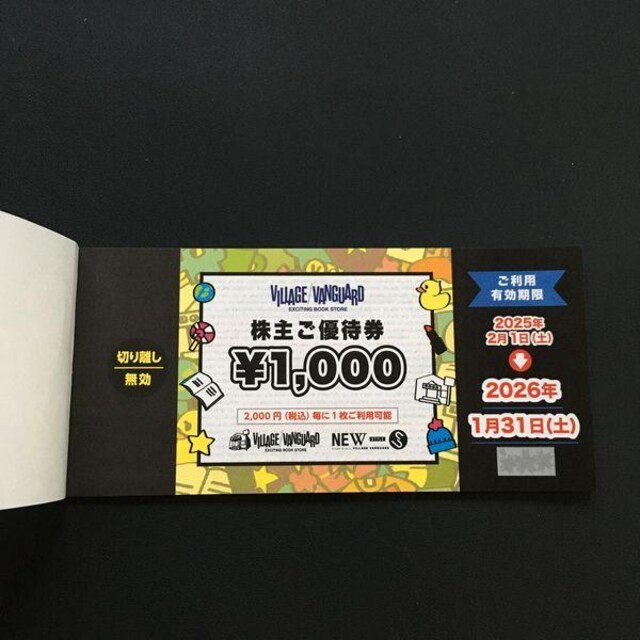 切り離し
無効
VILLAGE/VANGUARD
EXCITING BOOK STORE
株主ご優待券
¥1,000
2,000円(税込)毎に1枚ご利用可能
VILLAGE/VANGUARD
EXCITING BOOK STORE
NEW STYLE
VILLAGE VANGUARD
ご利用
有効期限
2025年
2月1日(土)
2026年
1月31日(土)